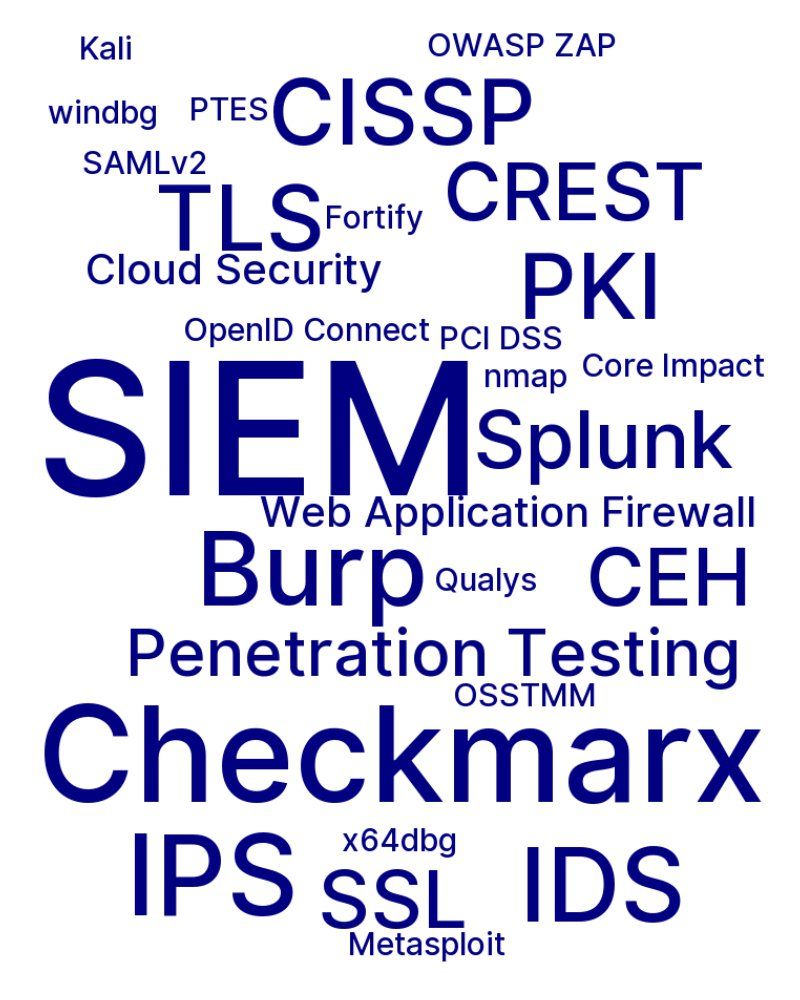 Kali
OWASP ZAP
windbg
PTES
CISSP
SAMLv2
CREST
TLS
Fortify
Cloud Security
PKI
OpenID Connect
PCI DSS
Core Impact
nmap
SIEM
Splunk
Web Application Firewall
Burp
Qualys
CEH
Penetration Testing
OSSTMM
Checkmarx
IPS
x64dbg
IDS
SSL
Metasploit